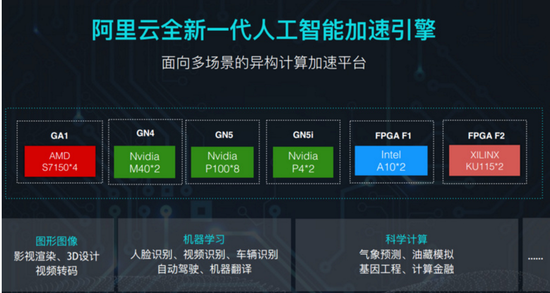 阿里云全新一代人工智能加速引擎
面向多场景的异构计算加速平台
GA1
AMD
S7150*4
GN4
Nvidia
M40*2
GN5
Nvidia
P100*8
GN5i
Nvidia
P4*2
FPGA F1
Intel
A10*2
FPGA F2
XILINX
KU115*2
图形图像
影视渲染、3D设计
视频转码
机器学习
人脸识别、视频识别、车辆识别
自动驾驶、机器翻译
科学计算
气象预测、油藏模拟
基因工程、计算金融
......